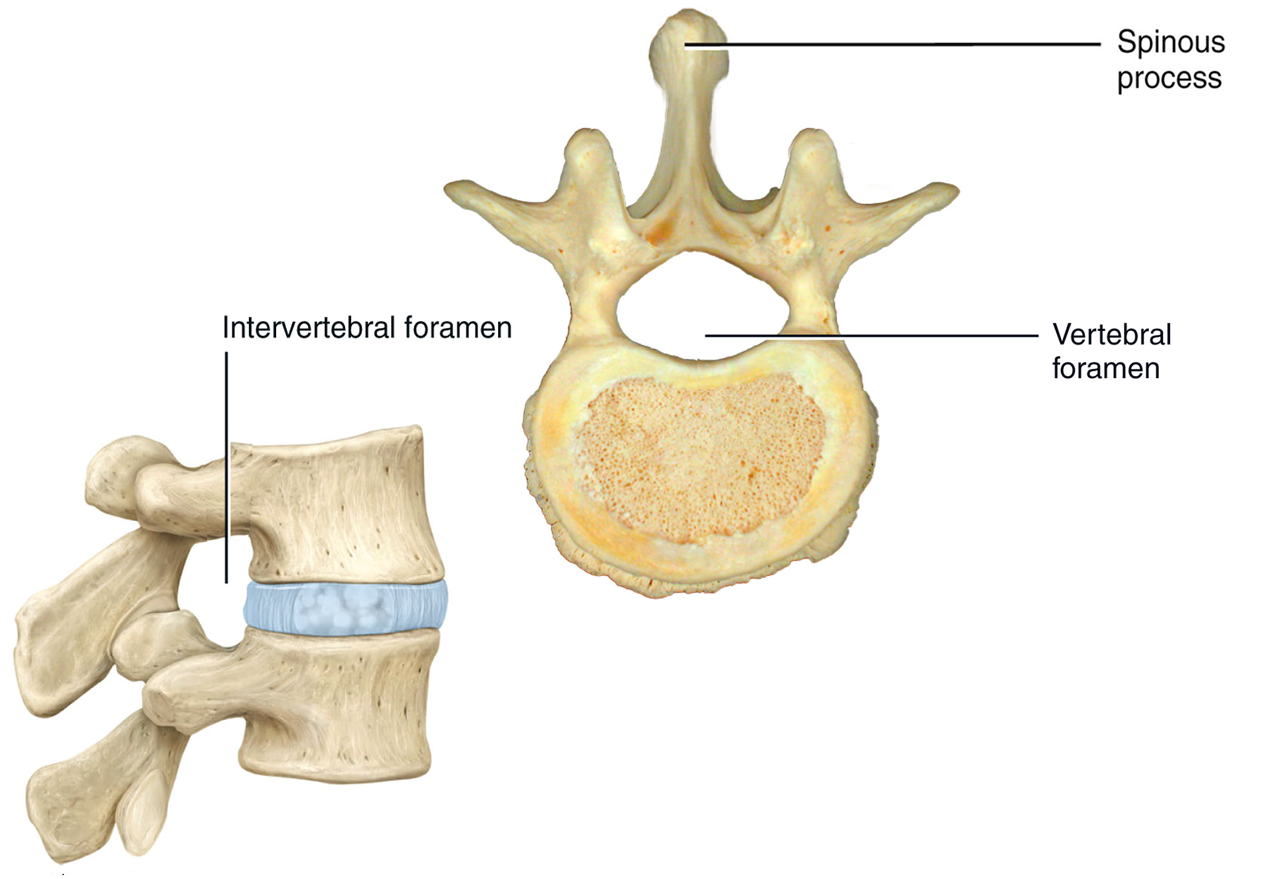 Spinous
process
Intervertebral foramen
Vertebral
foramen